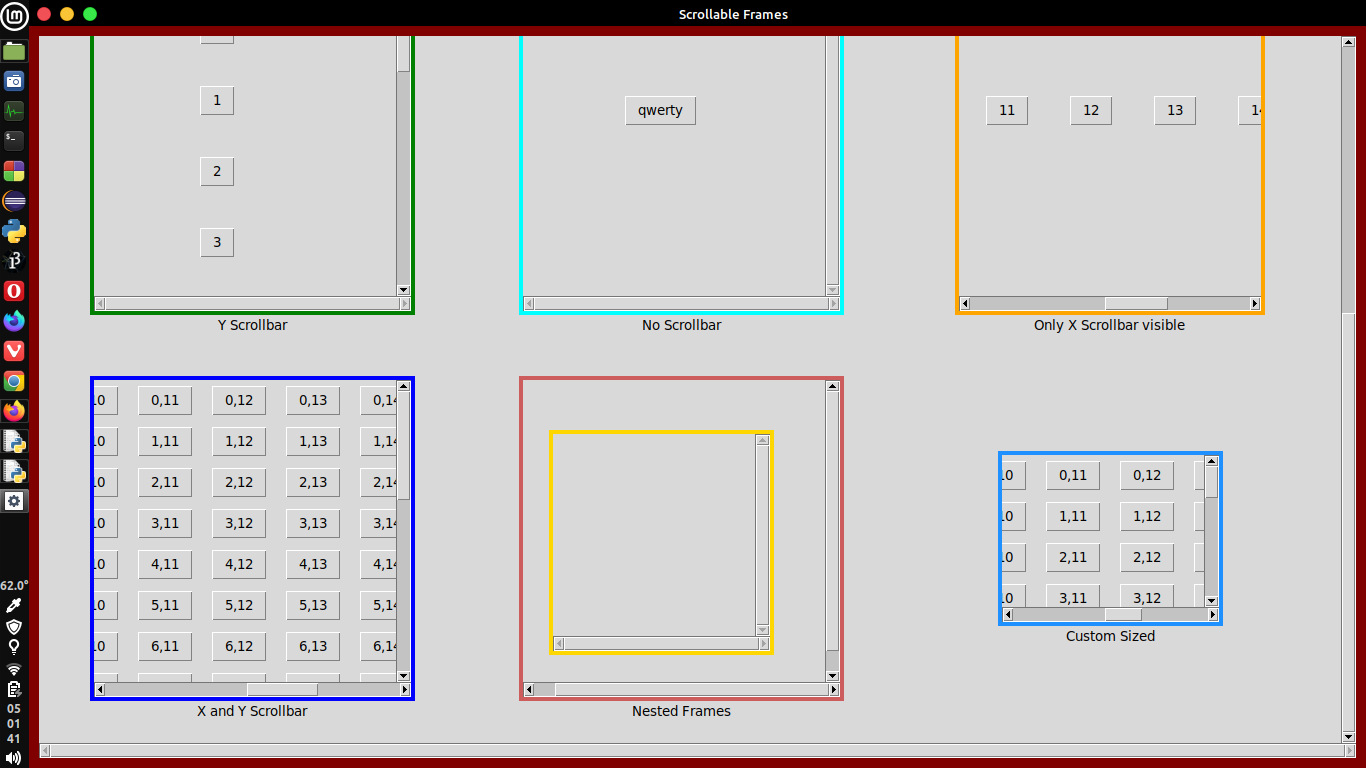 Scrollable Frames
1
2
3
qwerty
11 12 13 14
Y Scrollbar
No Scrollbar
Only X Scrollbar visible
10 0,11 0,12 0,13 0,14
10 1,11 1,12 1,13 1,14
10 2,11 2,12 2,13 2,14
10 3,11 3,12 3,13 3,14
10 4,11 4,12 4,13 4,14
10 5,11 5,12 5,13 5,14
10 6,11 6,12 6,13 6,14
X and Y Scrollbar
Nested Frames
10 0,11 0,12
10 1,11 1,12
10 2,11 2,12
10 3,11 3,12
Custom Sized
62.0°
05
01
41